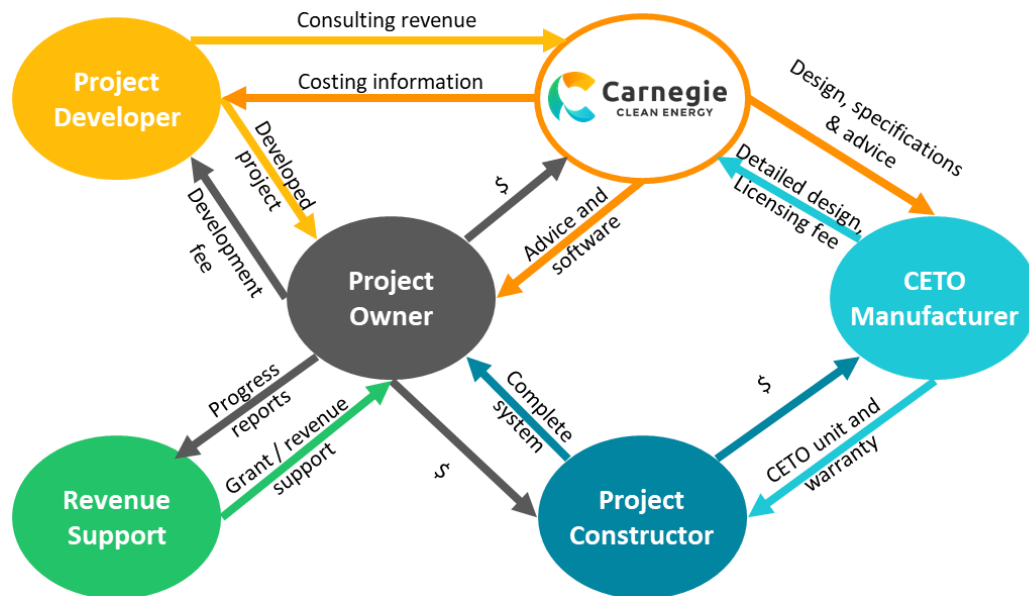 Consulting revenue
Project
Developer
Costing information
Carnegie
CLEAN ENERGY
Design, specifications
& advice
Developed
project
Detailed design,
Licensing fee
$
Development
fee
Advice and
software
Project
Owner
CETO
Manufacturer
Progress
reports
Complete
system
$
Grant / revenue
support
$
CETO unit and
warranty
Revenue
Support
Project
Constructor